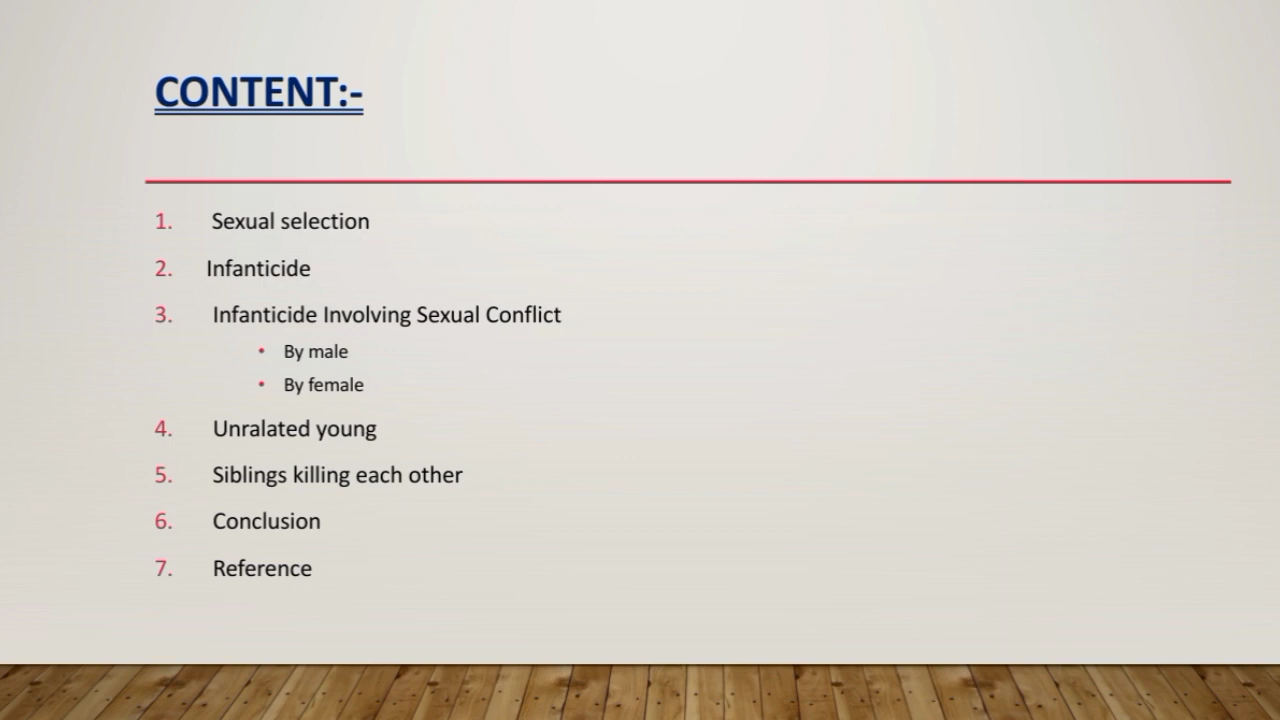 CONTENT:-
1. Sexual selection
2. Infanticide
3. Infanticide Involving Sexual Conflict
• By male
• By female
4. Unralated young
5. Siblings killing each other
6. Conclusion
7. Reference